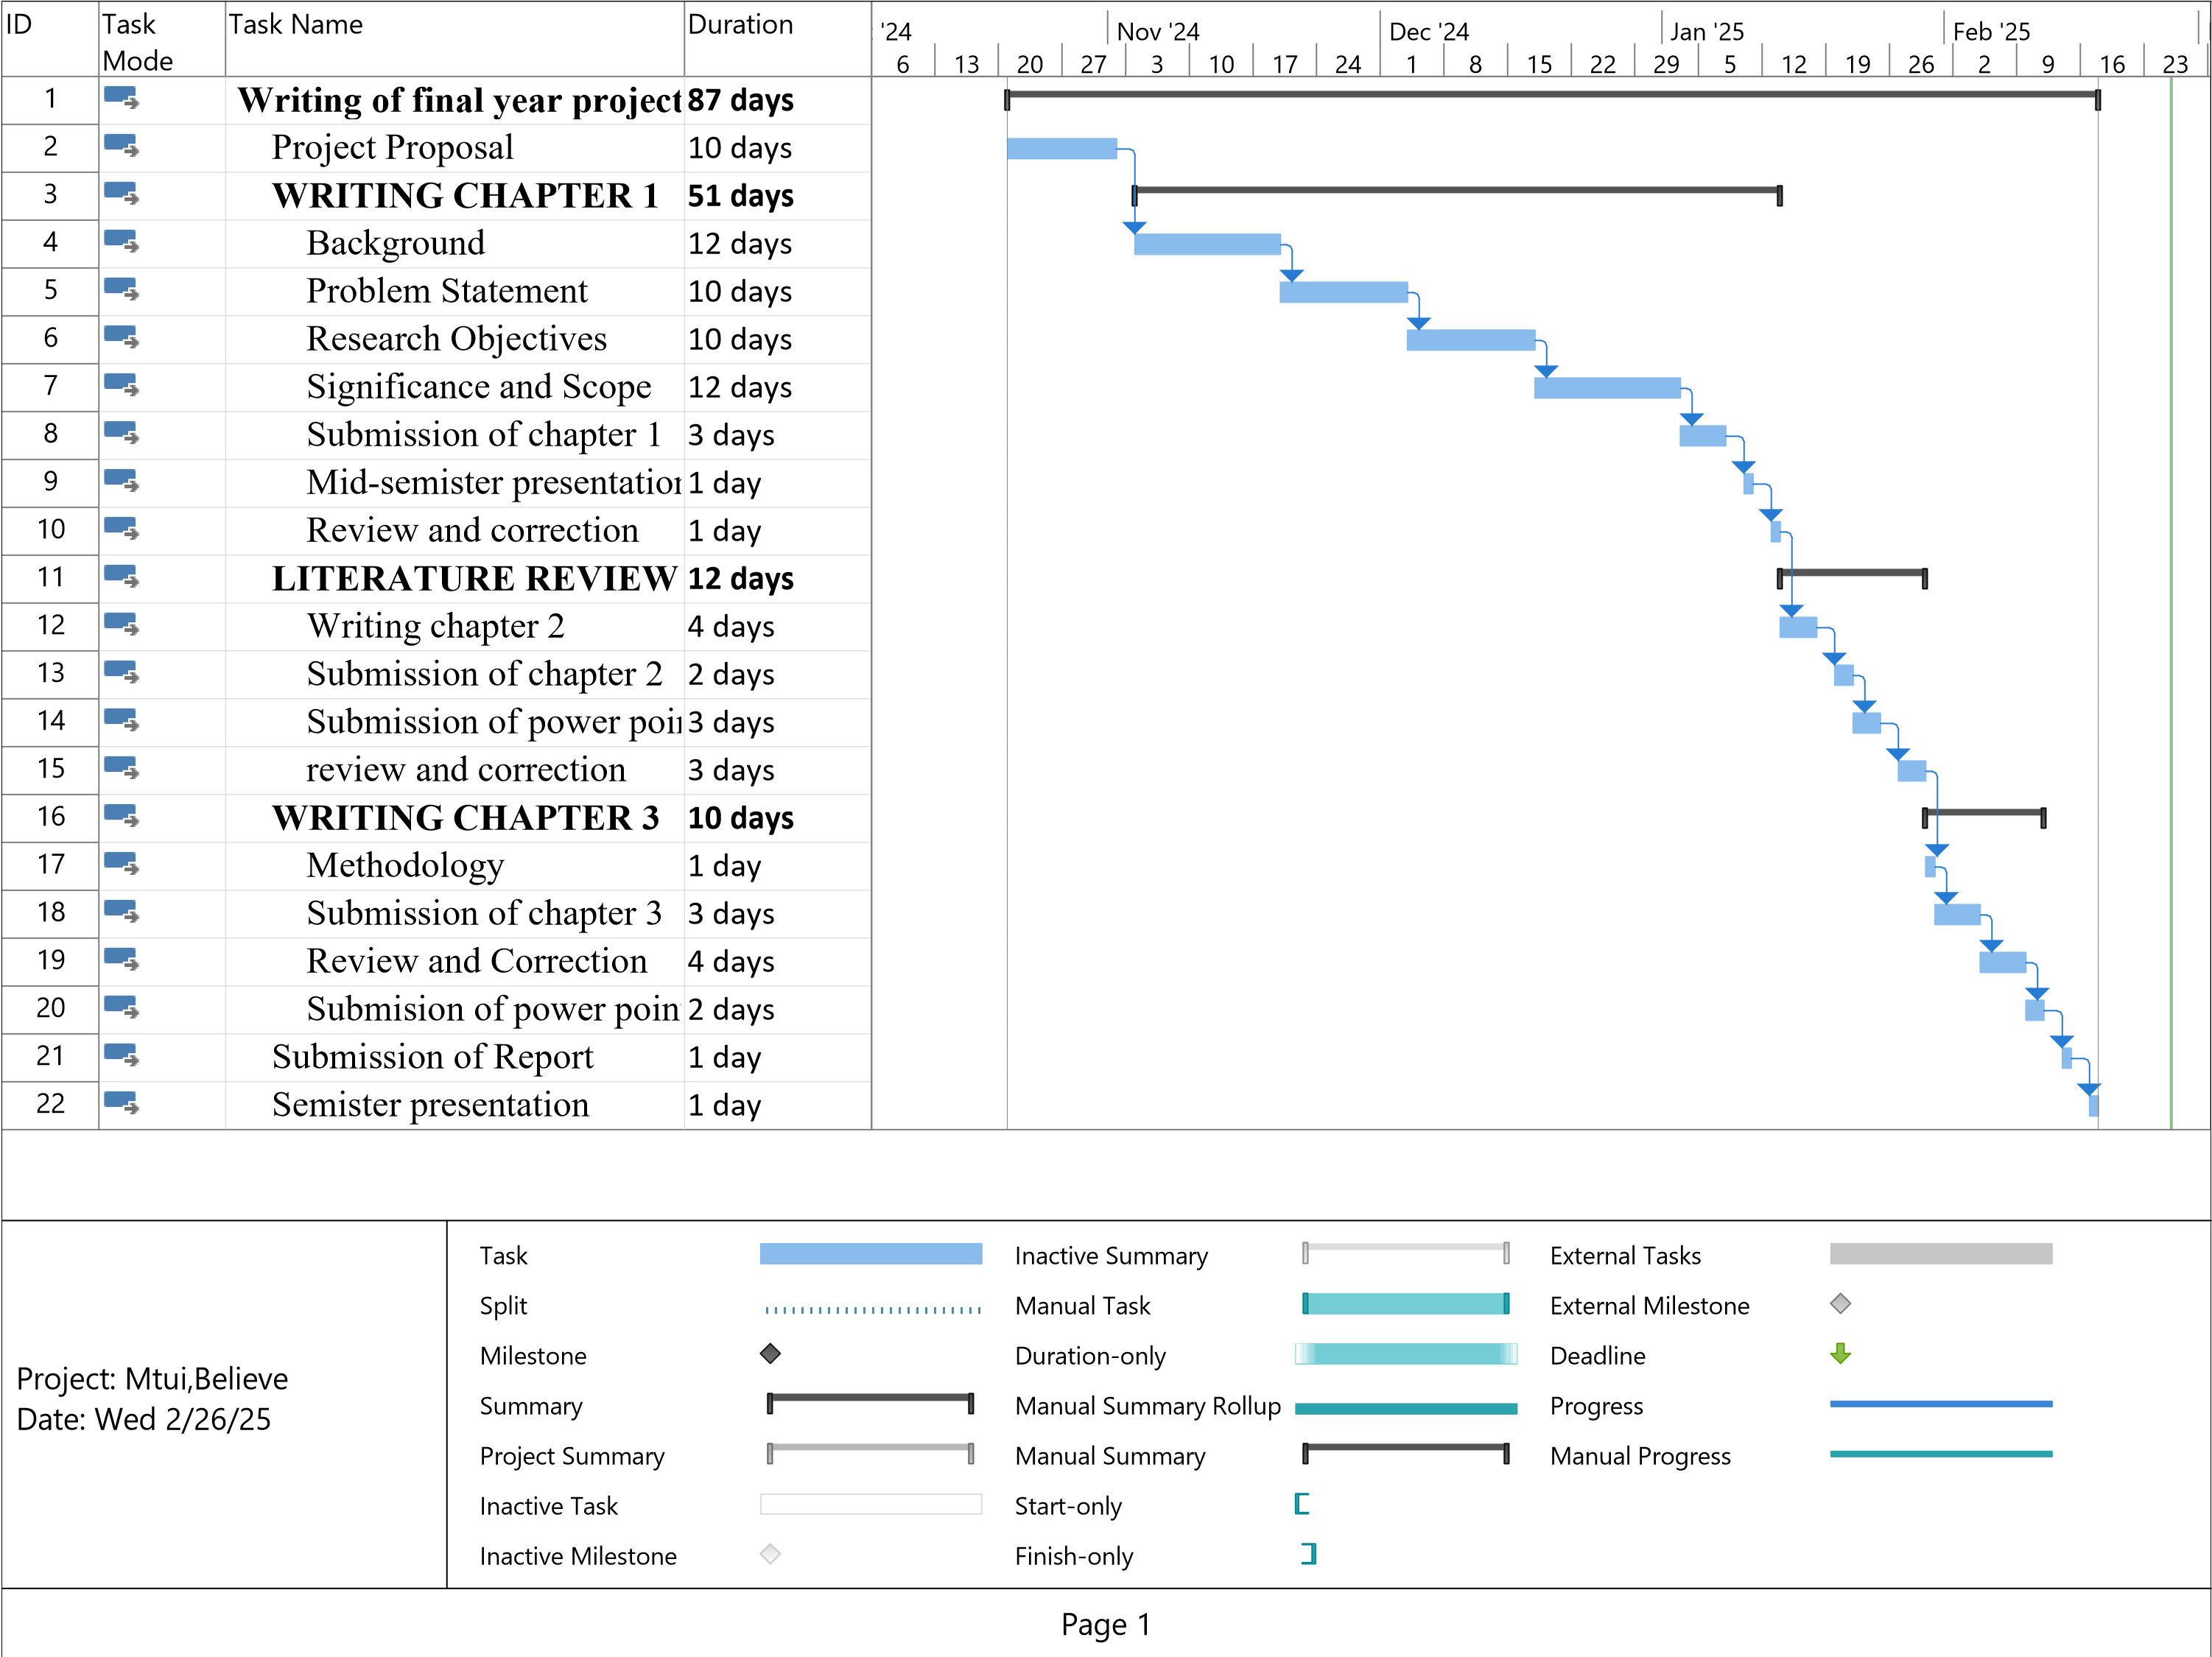 ID Task Mode Task Name Duration '24 Nov '24 Dec '24 Jan '25 Feb '25
6 13 20 27 3 10 17 24 1 8 15 22 29 5 12 19 26 2 9 16 23
1 Writing of final year project 87 days
2 Project Proposal 10 days
3 WRITING CHAPTER 1 51 days
4 Background 12 days
5 Problem Statement 10 days
6 Research Objectives 10 days
7 Significance and Scope 12 days
8 Submission of chapter 1 3 days
9 Mid-semister presentation 1 day
10 Review and correction 1 day
11 LITERATURE REVIEW 12 days
12 Writing chapter 2 4 days
13 Submission of chapter 2 2 days
14 Submission of power poin 3 days
15 review and correction 3 days
16 WRITING CHAPTER 3 10 days
17 Methodology 1 day
18 Submission of chapter 3 3 days
19 Review and Correction 4 days
20 Submision of power poin 2 days
21 Submission of Report 1 day
22 Semister presentation 1 day
Project: Mtui,Believe
Date: Wed 2/26/25
Task
Split
Milestone
Summary
Project Summary
Inactive Task
Inactive Milestone
Inactive Summary
Manual Task
Duration-only
Manual Summary Rollup
Manual Summary
Start-only
Finish-only
External Tasks
External Milestone
Deadline
Progress
Manual Progress
Page 1